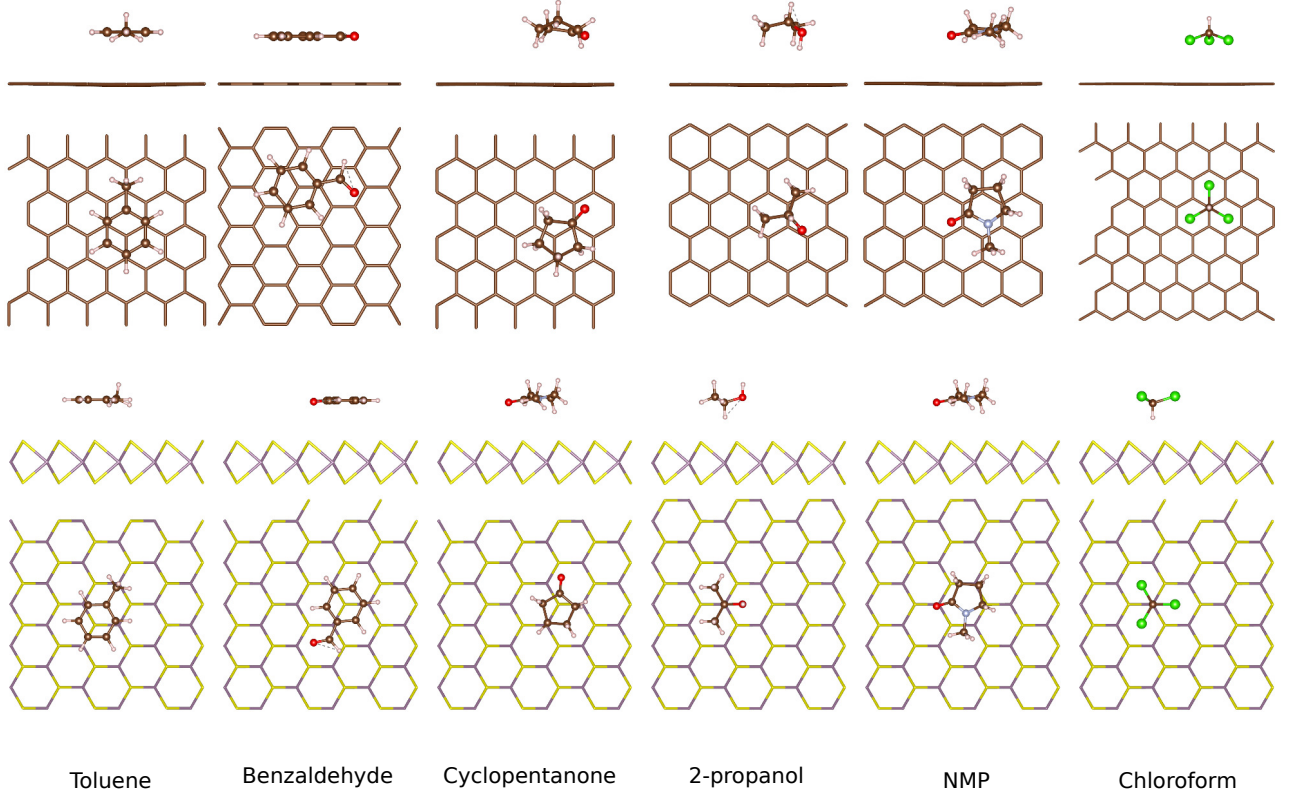 Toluene
Benzaldehyde
Cyclopentanone
2-propanol
NMP
Chloroform